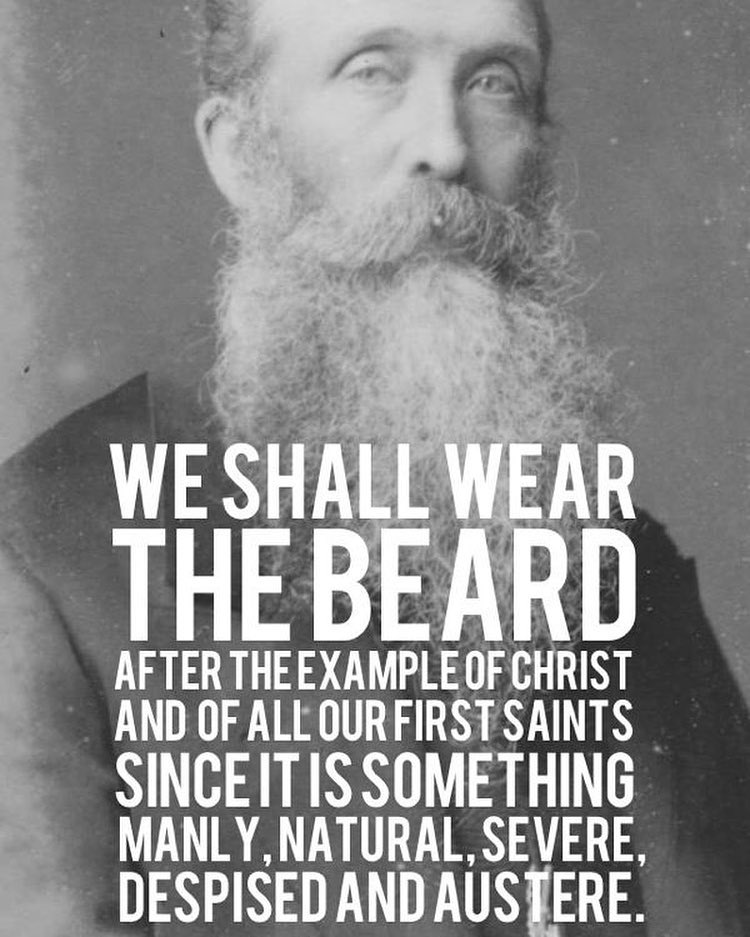 WE SHALL WEAR
THE BEARD
AFTER THE EXAMPLE OF CHRIST
AND OF ALL OUR FIRST SAINTS
SINCE IT IS SOMETHING
MANLY, NATURAL, SEVERE,
DESPISED AND AUSTERE.